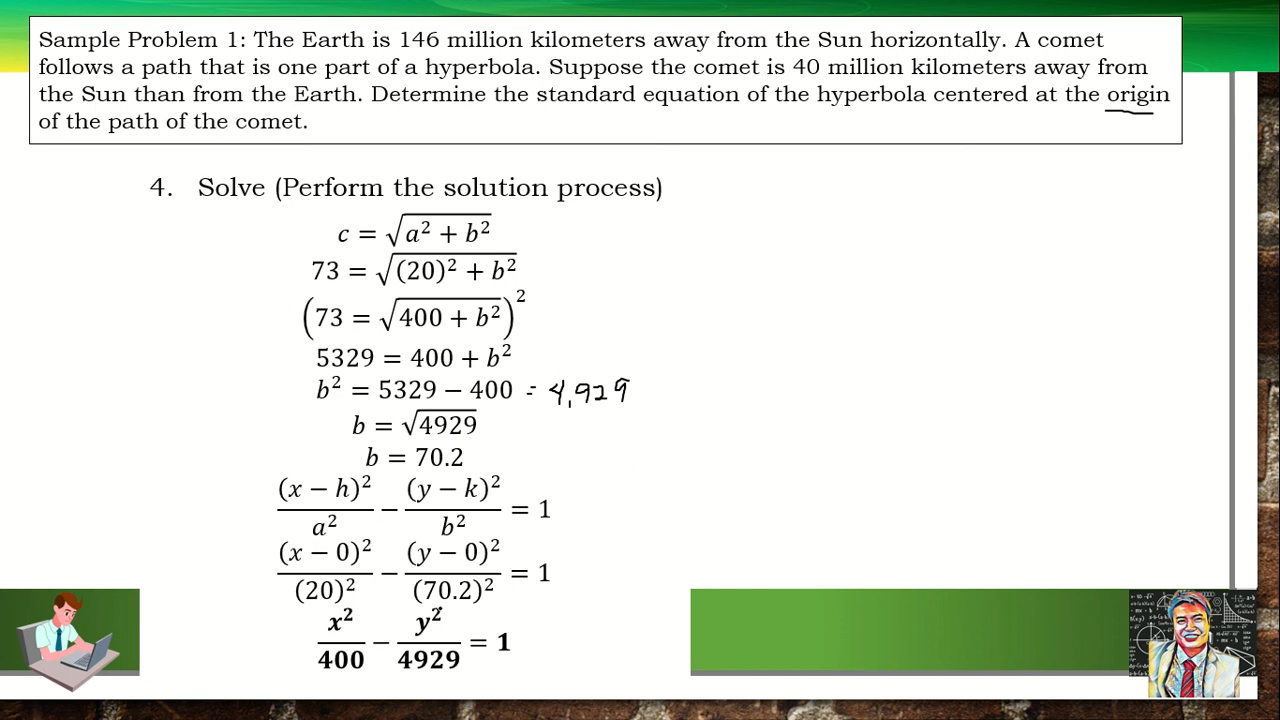 Sample Problem 1: The Earth is 146 million kilometers away from the Sun horizontally. A comet
follows a path that is one part of a hyperbola. Suppose the comet is 40 million kilometers away from
the Sun than from the Earth. Determine the standard equation of the hyperbola centered at the origin
of the path of the comet.
4. Solve (Perform the solution process)
c = √(a² + b²)
73 = √((20)² + b²)
(73 = √(400 + b²))²
5329 = 400 + b²
b² = 5329 − 400 = 4,929
b = √4929
b = 70.2
(x − h)²/a² − (y − k)²/b² = 1
(x − 0)²/(20)² − (y − 0)²/(70.2)² = 1
x²/400 − y²/4929 = 1